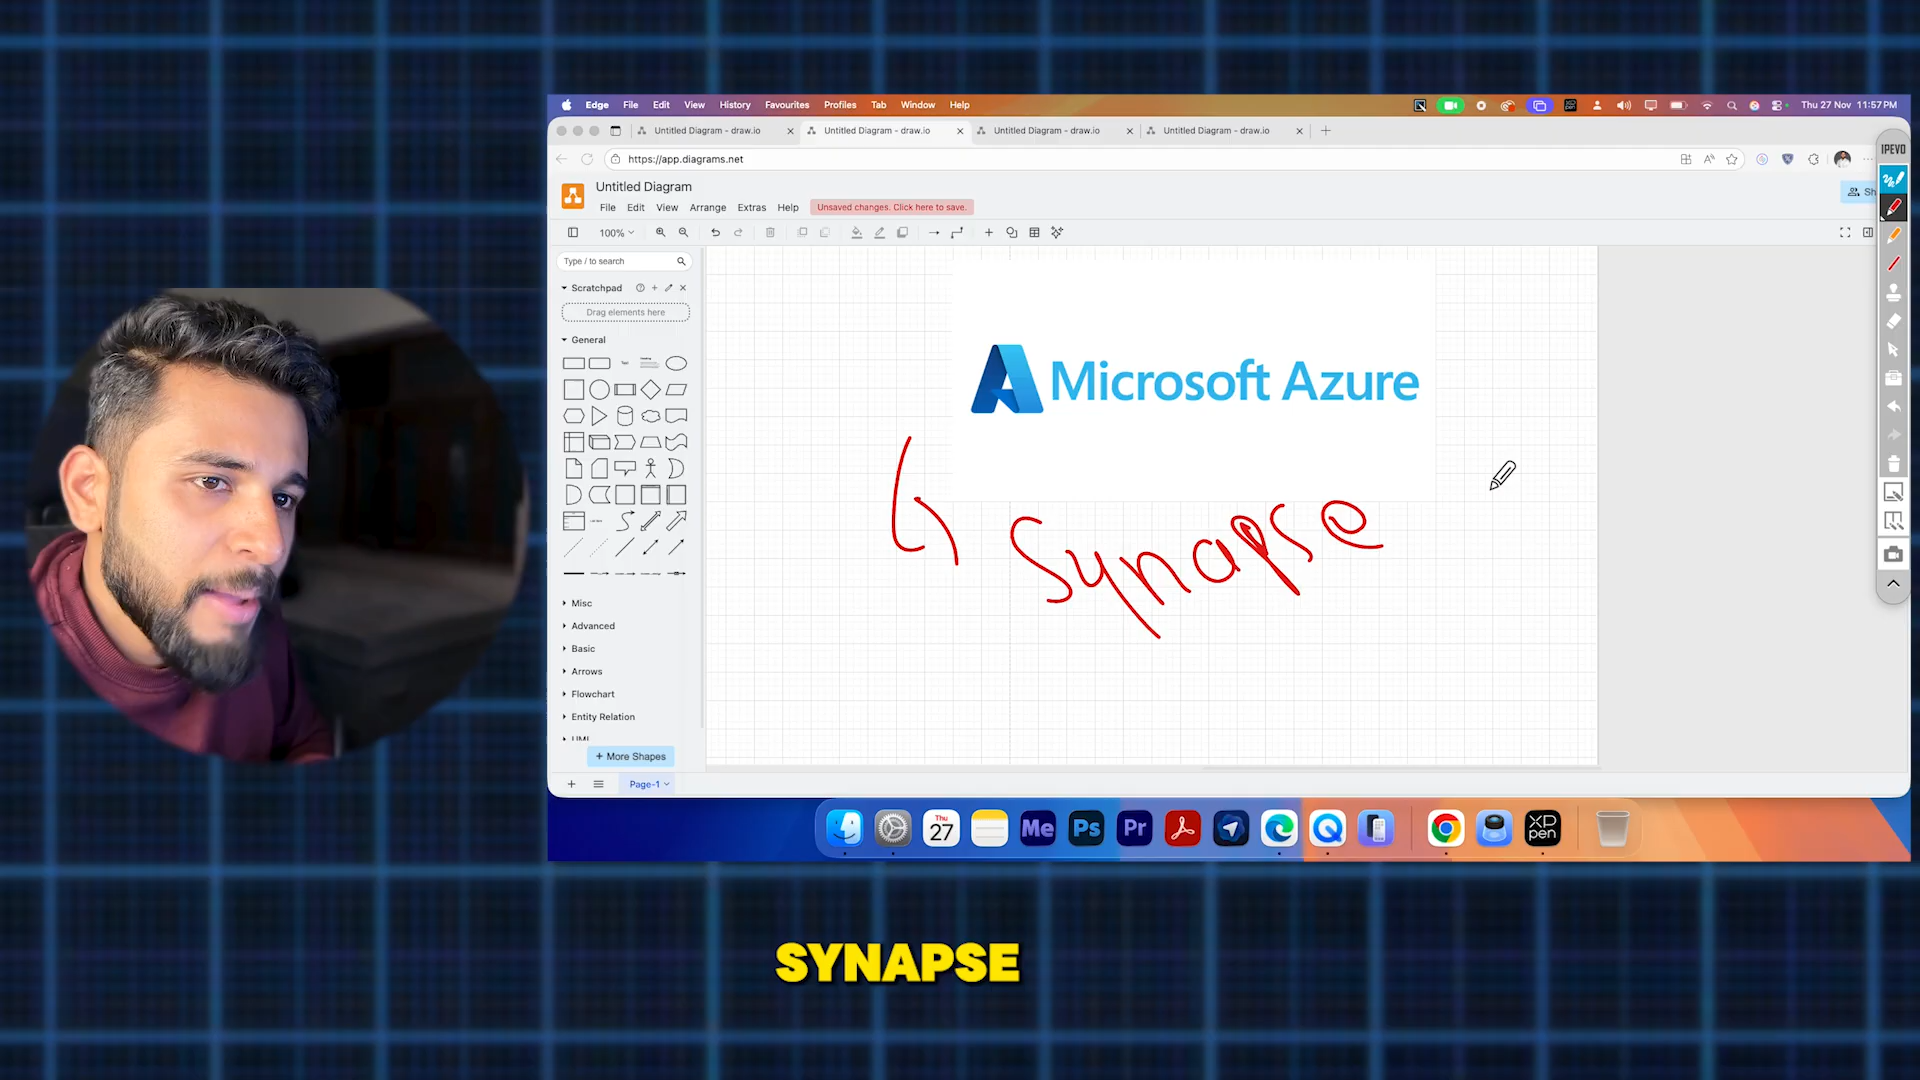 Edge File Edit View History Favourites Profiles Tab Window Help
Thu 27 Nov 11:57 PM
Untitled Diagram - draw.io
Untitled Diagram - draw.io
Untitled Diagram - draw.io
Untitled Diagram - draw.io
IPEVO
https://app.diagrams.net
Untitled Diagram
Sh
File Edit View Arrange Extras Help
Unsaved changes. Click here to save.
100%
Type / to search
Scratchpad
Drag elements here
General
Microsoft Azure
Synapse
Misc
Advanced
Basic
Arrows
Flowchart
Entity Relation
UML
+ More Shapes
Page-1
Thu
27
Me
Ps
Pr
XP
pen
SYNAPSE